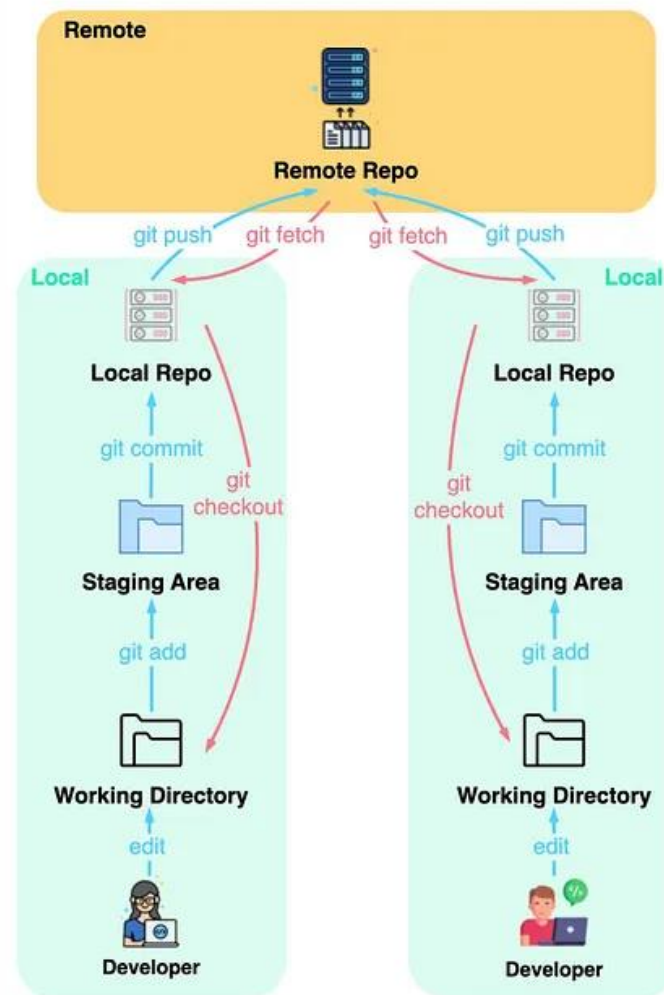 Remote
Remote Repo
git push
git fetch
git fetch
git push
Local
Local
Local Repo
Local Repo
git commit
git commit
git
checkout
git
checkout
Staging Area
Staging Area
git add
git add
Working Directory
Working Directory
edit
edit
Developer
Developer